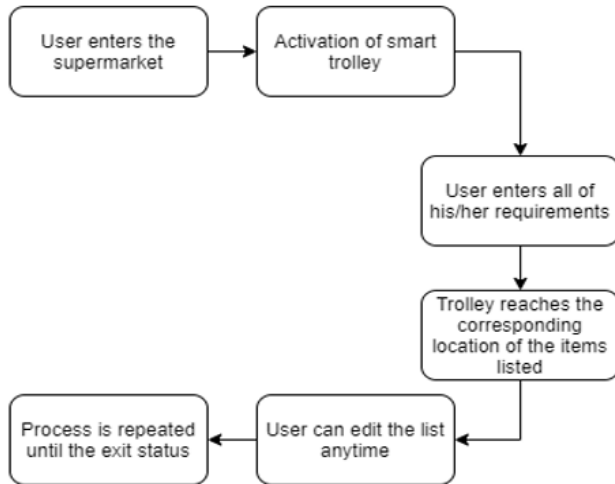 User enters the
supermarket
Activation of smart
trolley
User enters all of
his/her requirements
Trolley reaches the
corresponding
location of the items
listed
User can edit the list
anytime
Process is repeated
until the exit status